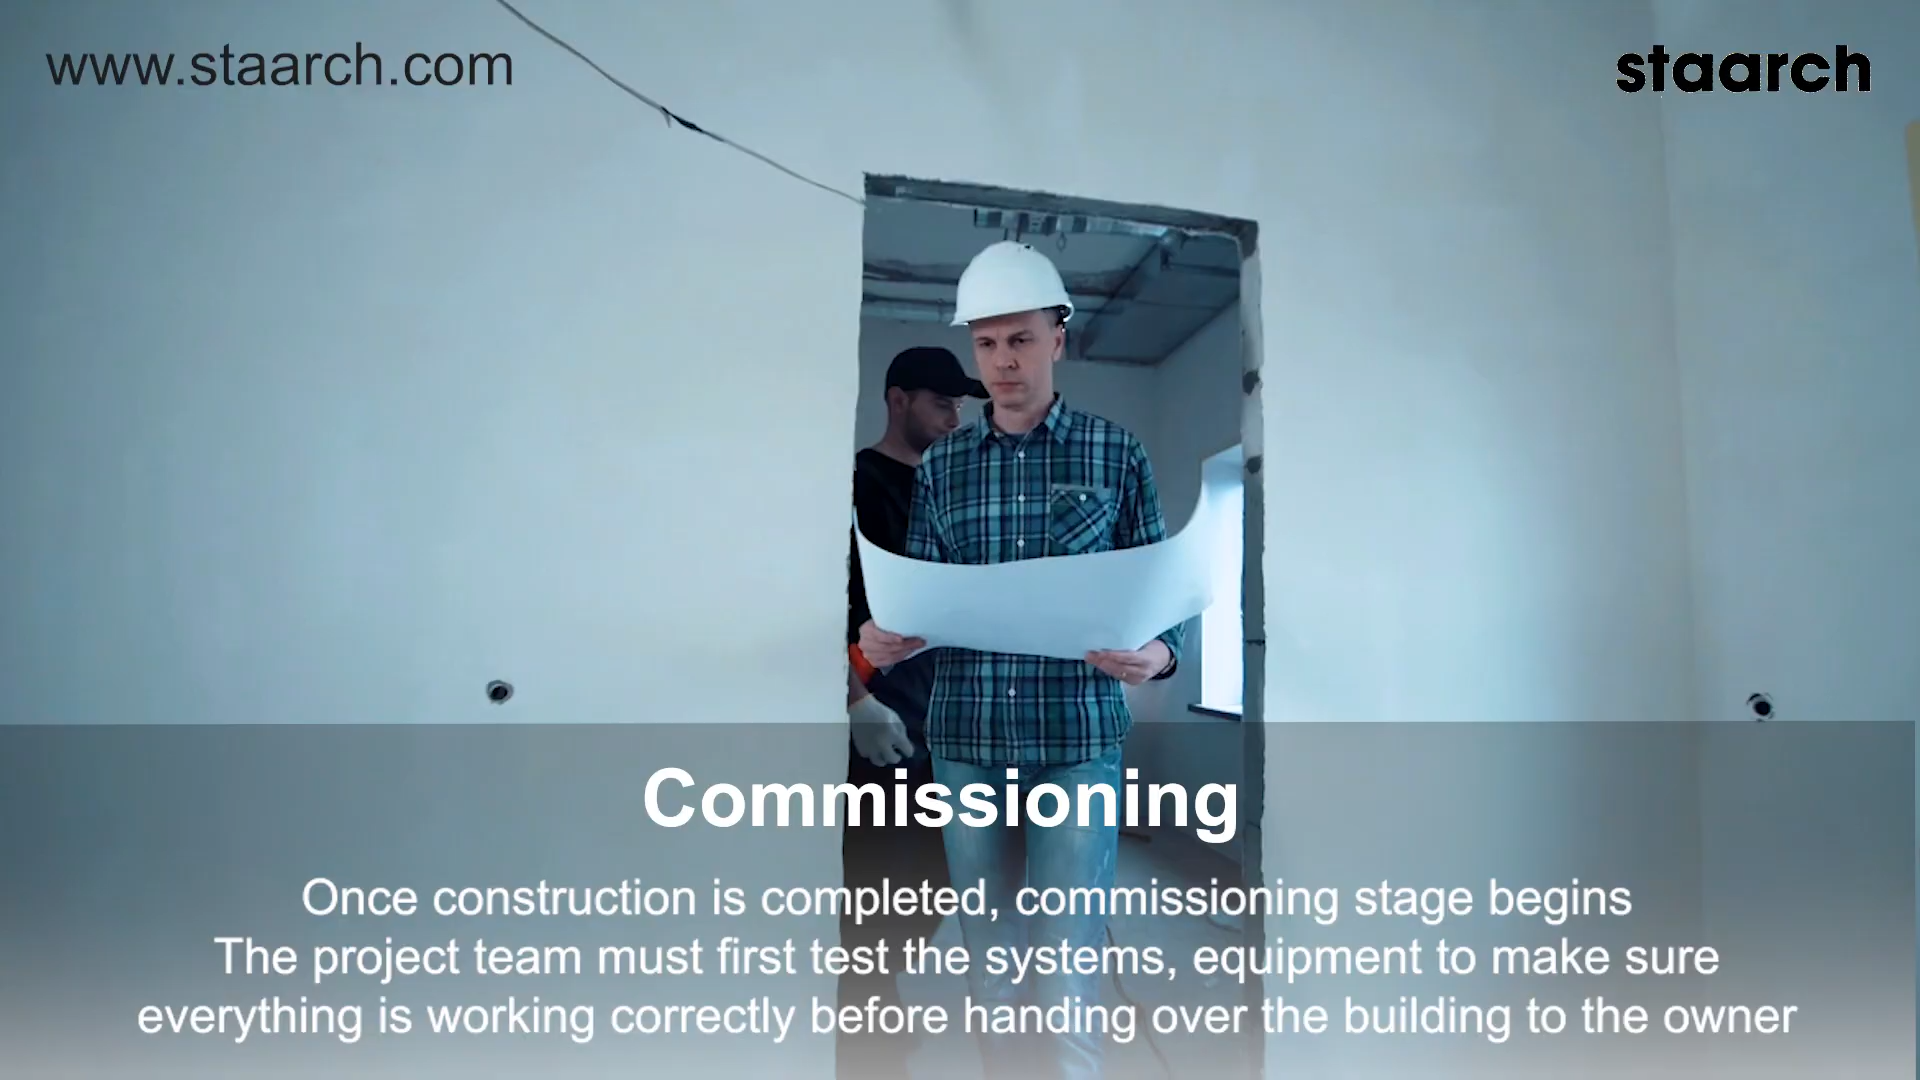 www.staarch.com
staarch
Commissioning
Once construction is completed, commissioning stage begins
The project team must first test the systems, equipment to make sure
everything is working correctly before handing over the building to the owner